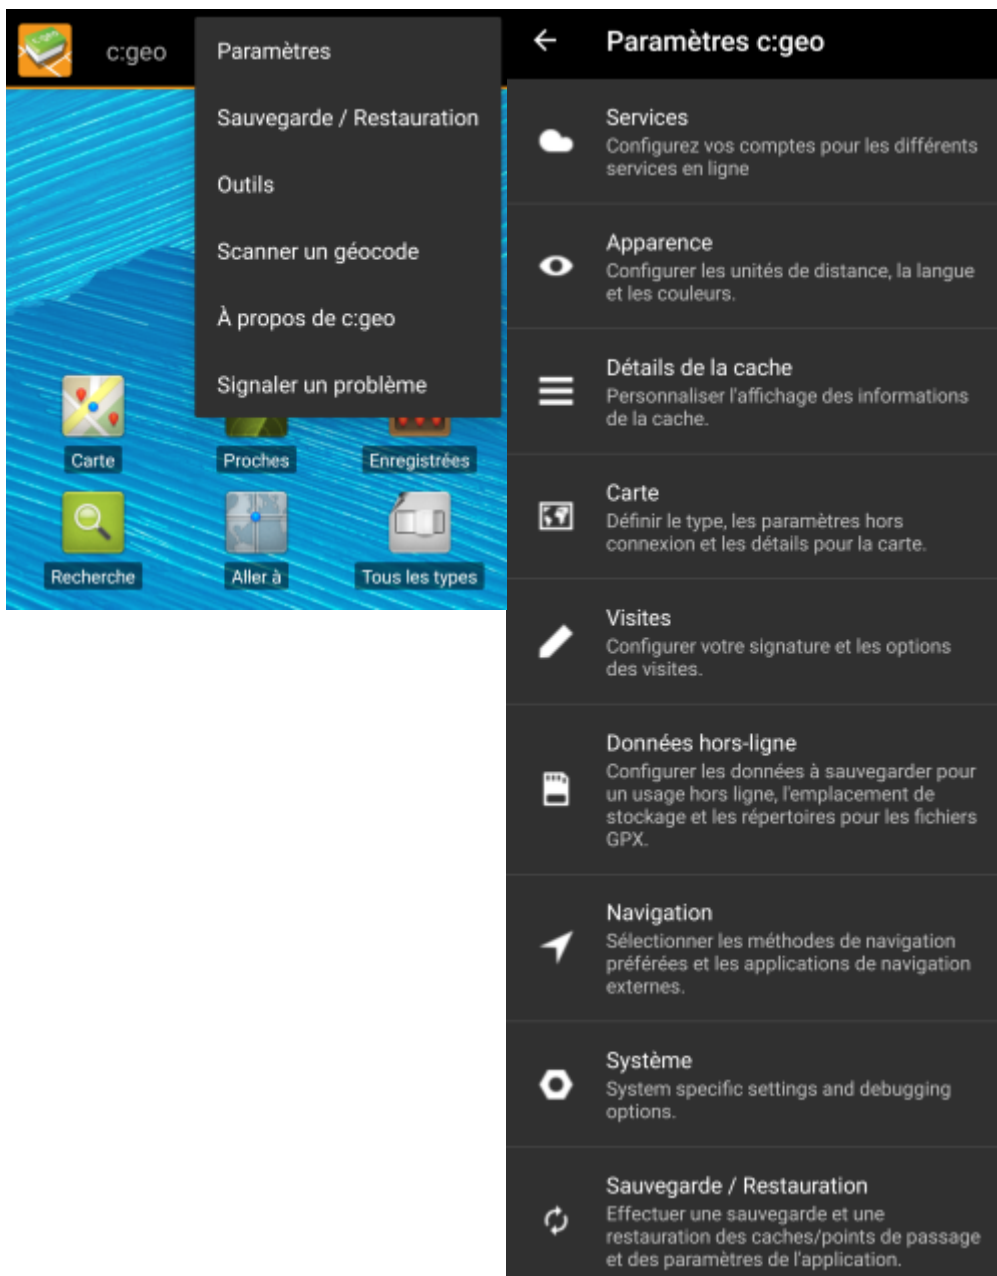 c:geo
Paramètres
Sauvegarde / Restauration
Outils
Scanner un géocode
À propos de c:geo
Signaler un problème
Carte
Proches
Enregistrées
Recherche
Aller à
Tous les types
Paramètres c:geo
Services
Configurez vos comptes pour les différents
services en ligne
Apparence
Configurer les unités de distance, la langue
et les couleurs.
Détails de la cache
Personnaliser l'affichage des informations
de la cache.
Carte
Définir le type, les paramètres hors
connexion et les détails pour la carte.
Visites
Configurer votre signature et les options
des visites.
Données hors-ligne
Configurer les données à sauvegarder pour
un usage hors ligne, l'emplacement de
stockage et les répertoires pour les fichiers
GPX.
Navigation
Sélectionner les méthodes de navigation
préférées et les applications de navigation
externes.
Système
System specific settings and debugging
options.
Sauvegarde / Restauration
Effectuer une sauvegarde et une
restauration des caches/points de passage
et des paramètres de l'application.